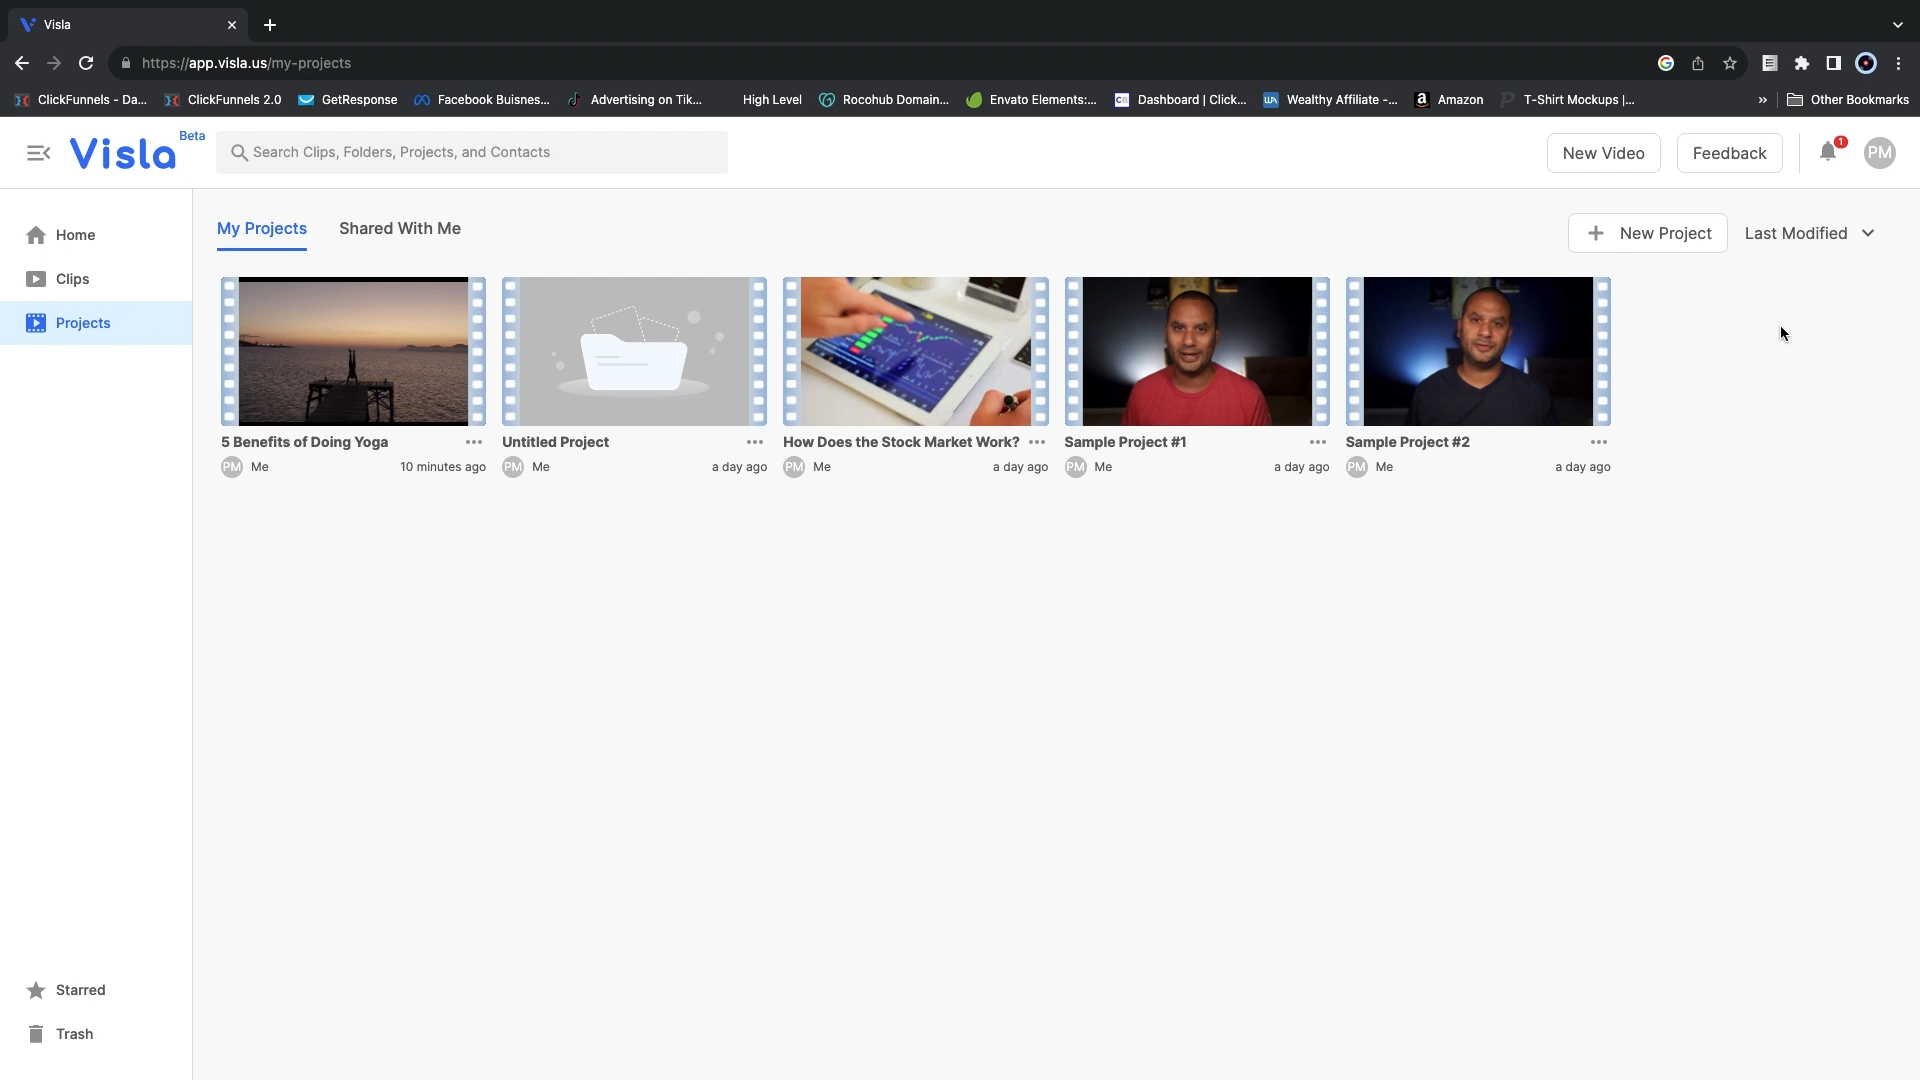 Visla
https://app.visla.us/my-projects
ClickFunnels - Da... ClickFunnels 2.0 GetResponse Facebook Buisnes... Advertising on Tik... High Level Rocohub Domain... Envato Elements:... CB Dashboard | Click... WA Wealthy Affiliate -... a Amazon P T-Shirt Mockups |... » Other Bookmarks
Visla Beta Search Clips, Folders, Projects, and Contacts New Video Feedback 1 PM
Home
Clips
Projects
My Projects Shared With Me + New Project Last Modified
5 Benefits of Doing Yoga ••• Untitled Project ••• How Does the Stock Market Work? ••• Sample Project #1 ••• Sample Project #2 •••
PM Me 10 minutes ago PM Me a day ago PM Me a day ago PM Me a day ago PM Me a day ago
Starred
Trash